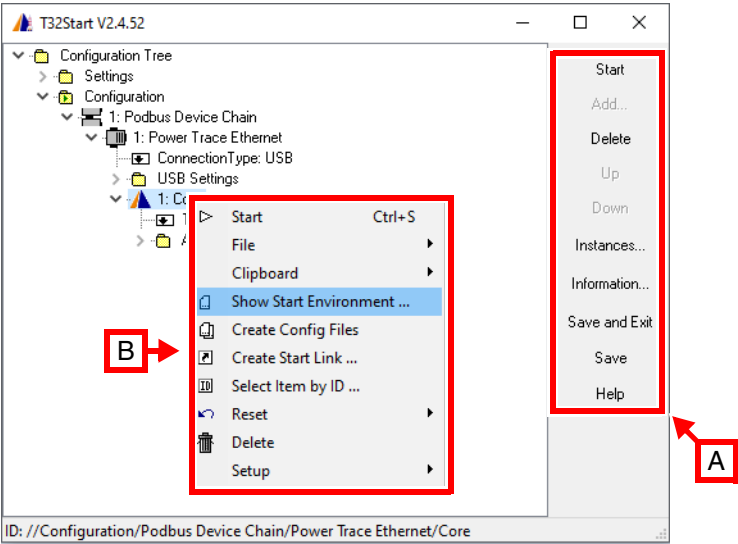 T32Start V2.4.52
Configuration Tree
Settings
Configuration
1: Podbus Device Chain
1: Power Trace Ethernet
ConnectionType: USB
USB Settings
1:
Start Ctrl+S
File
Clipboard
Show Start Environment ...
Create Config Files
Create Start Link ...
Select Item by ID ...
Reset
Delete
Setup
B
Start
Add...
Delete
Up
Down
Instances...
Information...
Save and Exit
Save
Help
A
ID: //Configuration/Podbus Device Chain/Power Trace Ethernet/Core